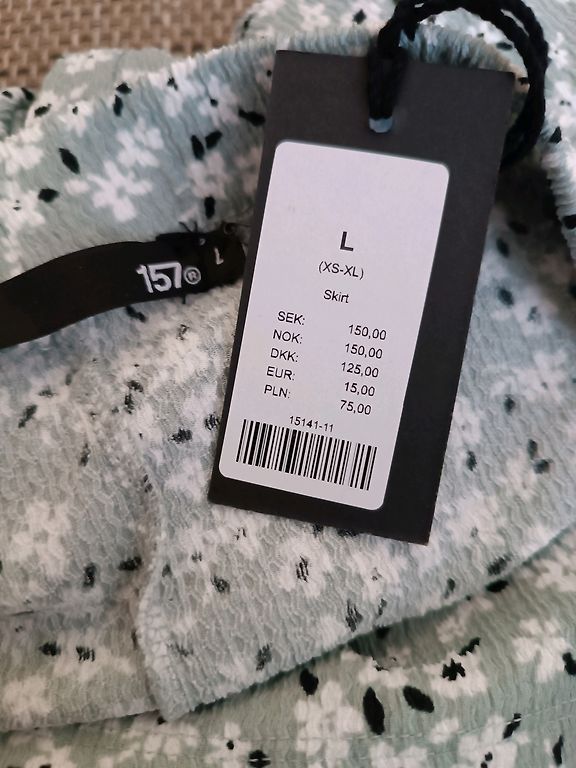 L
(XS-XL)
Skirt
SEK: 150,00
NOK: 150,00
DKK: 125,00
EUR: 15,00
PLN: 75,00
15141-11
157®
L